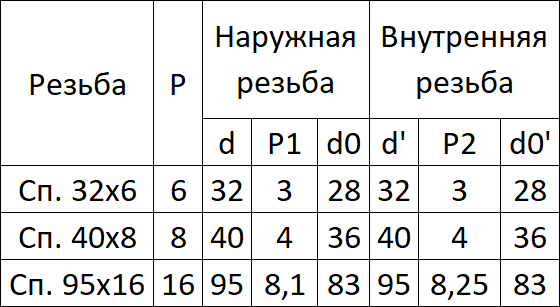 Резьба P Наружная резьба Внутренняя резьба
d P1 d0 d' P2 d0'
Сп. 32х6 6 32 3 28 32 3 28
Сп. 40х8 8 40 4 36 40 4 36
Сп. 95х16 16 95 8,1 83 95 8,25 83